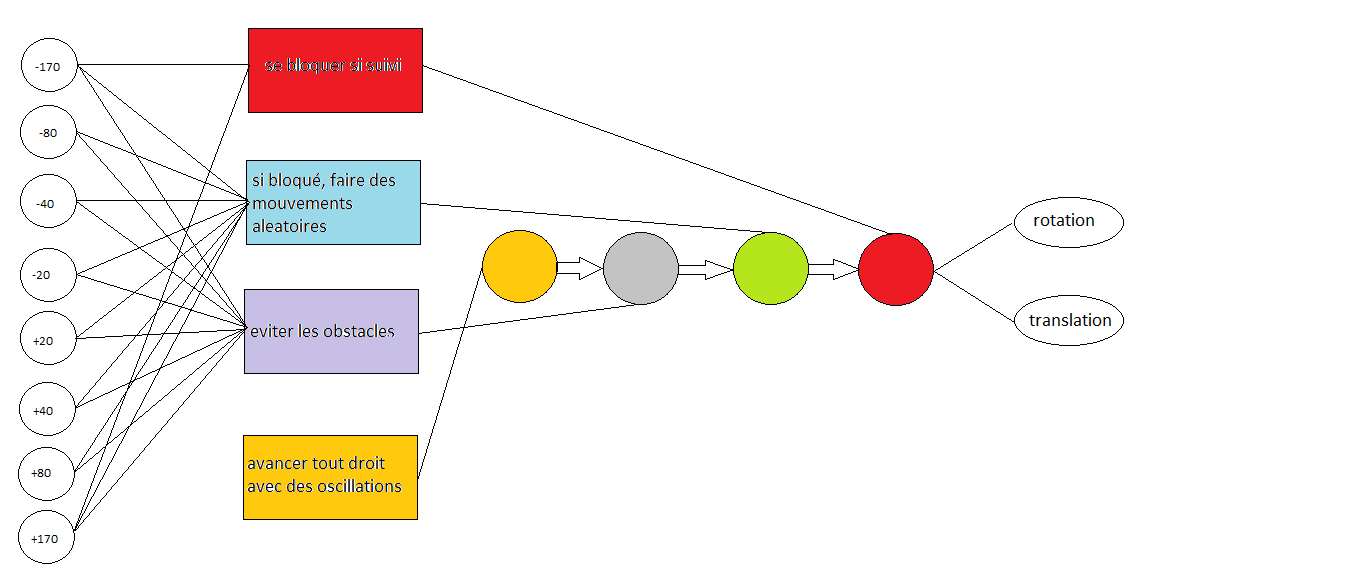 -170
-80
-40
-20
+20
+40
+80
+170
se bloquer si suivi
si bloqué, faire des
mouvements
aleatoires
eviter les obstacles
avancer tout droit
avec des oscillations
rotation
translation